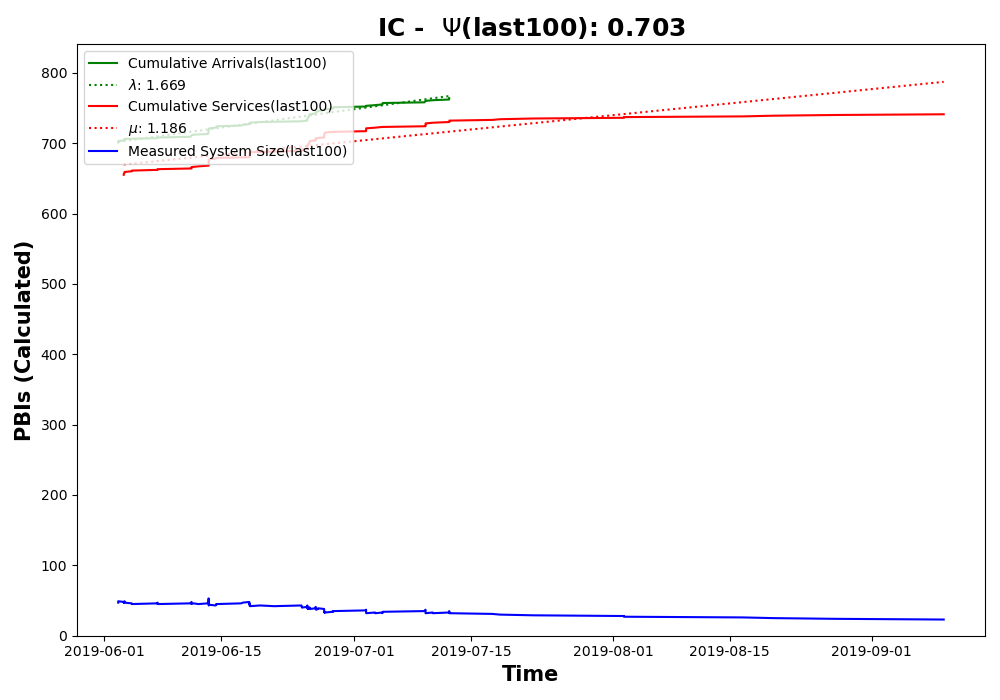 IC - Ψ(last100): 0.703
Cumulative Arrivals(last100)
λ: 1.669
Cumulative Services(last100)
μ: 1.186
Measured System Size(last100)
800
700
600
500
400
300
200
100
0
PBIs (Calculated)
2019-06-01
2019-06-15
2019-07-01
2019-07-15
2019-08-01
2019-08-15
2019-09-01
Time